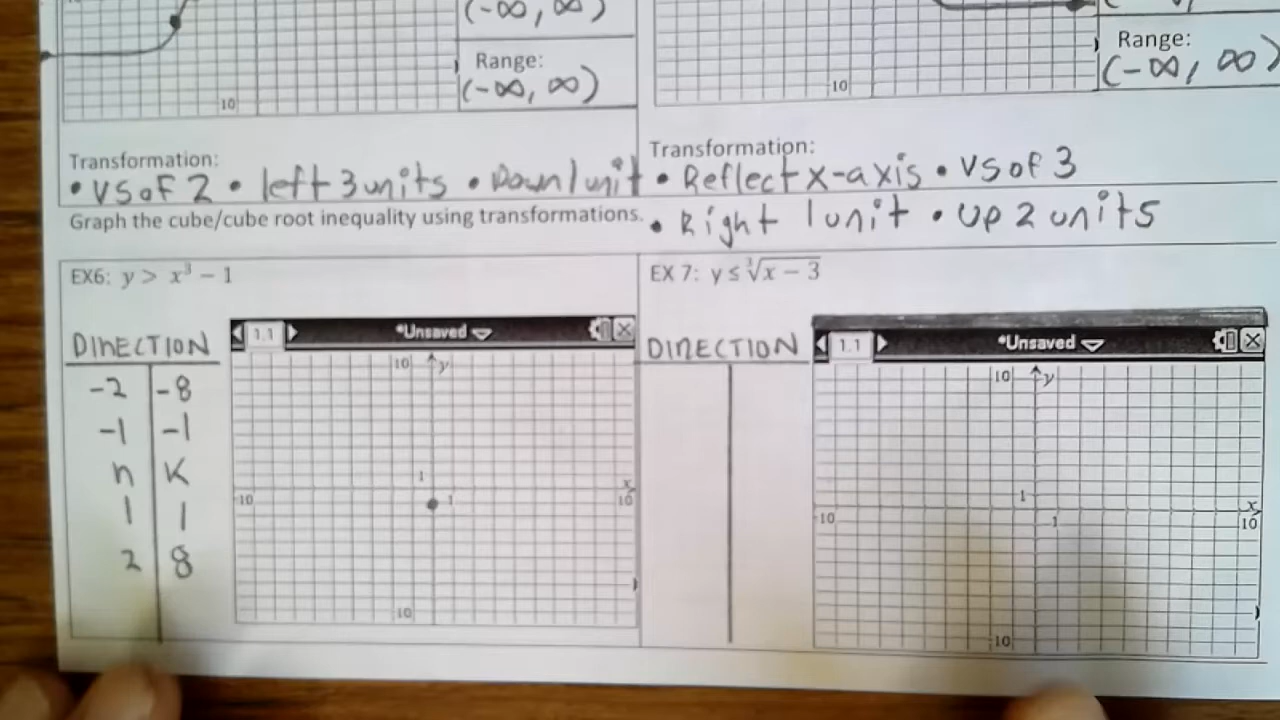 (-∞, ∞)
Range:
(-∞, ∞)
10
Range:
(-∞, ∞)
10
Transformation:
• VS of 2 • left 3 units • Down 1 unit
Transformation:
• Reflect x-axis • VS of 3
• Right 1 unit • Up 2 units
Graph the cube/cube root inequality using transformations.
EX6: y > x³ − 1
DIRECTION
-2 -8
-1 -1
h K
1 1
2 8
1.1 *Unsaved
10 y
1
x
-10 1 10
-10
EX 7: y ≤ ∛x − 3
DIRECTION
1.1 *Unsaved
10 y
1
x
-10 1 10
-10